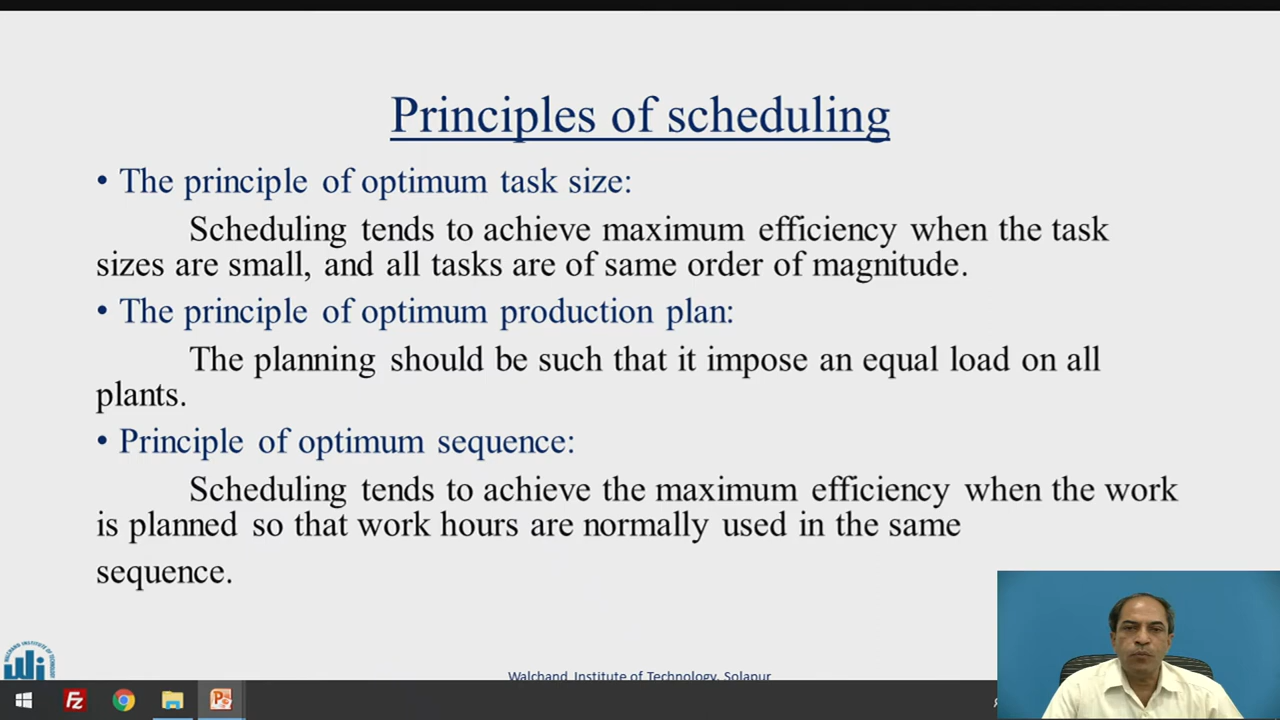 Principles of scheduling
• The principle of optimum task size:
Scheduling tends to achieve maximum efficiency when the task
sizes are small, and all tasks are of same order of magnitude.
• The principle of optimum production plan:
The planning should be such that it impose an equal load on all
plants.
• Principle of optimum sequence:
Scheduling tends to achieve the maximum efficiency when the work
is planned so that work hours are normally used in the same
sequence.
WALCHAND INSTITUTE OF TECHNOLOGY
Walchand Institute of Technology, Solapur